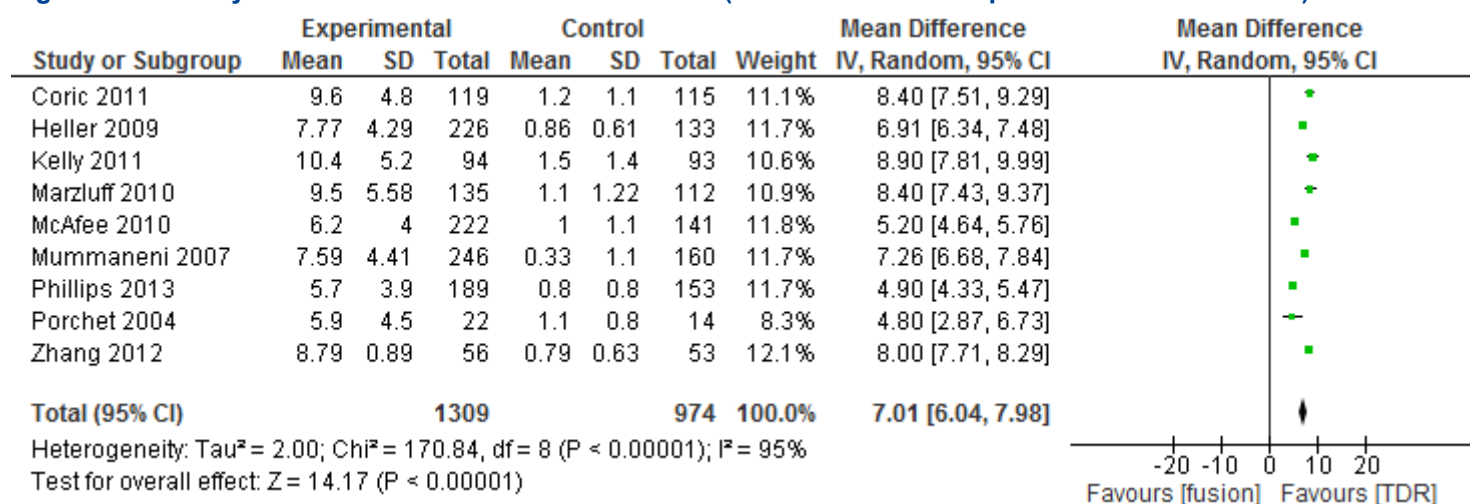 Experimental Control Mean Difference Mean Difference
Study or Subgroup Mean SD Total Mean SD Total Weight IV, Random, 95% CI IV, Random, 95% CI
Coric 2011 9.6 4.8 119 1.2 1.1 115 11.1% 8.40 [7.51, 9.29]
Heller 2009 7.77 4.29 226 0.86 0.61 133 11.7% 6.91 [6.34, 7.48]
Kelly 2011 10.4 5.2 94 1.5 1.4 93 10.6% 8.90 [7.81, 9.99]
Marzluff 2010 9.5 5.58 135 1.1 1.22 112 10.9% 8.40 [7.43, 9.37]
McAfee 2010 6.2 4 222 1 1.1 141 11.8% 5.20 [4.64, 5.76]
Mummaneni 2007 7.59 4.41 246 0.33 1.1 160 11.6% 7.26 [6.68, 7.84]
Phillips 2013 5.7 3.9 189 0.8 0.8 153 11.7% 4.90 [4.33, 5.47]
Porchet 2004 5.9 4.5 22 1.1 0.8 14 8.3% 4.80 [2.87, 6.73]
Zhang 2012 8.79 0.89 56 0.79 0.63 53 12.1% 8.00 [7.71, 8.29]
Total (95% CI) 1309 974 100.0% 7.01 [6.04, 7.98]
Heterogeneity: Tau² = 2.00; Chi² = 170.84, df = 8 (P < 0.00001); I² = 95%
Test for overall effect: Z = 14.17 (P < 0.00001)
-20 -10 0 10 20
Favours [fusion] Favours [TDR]